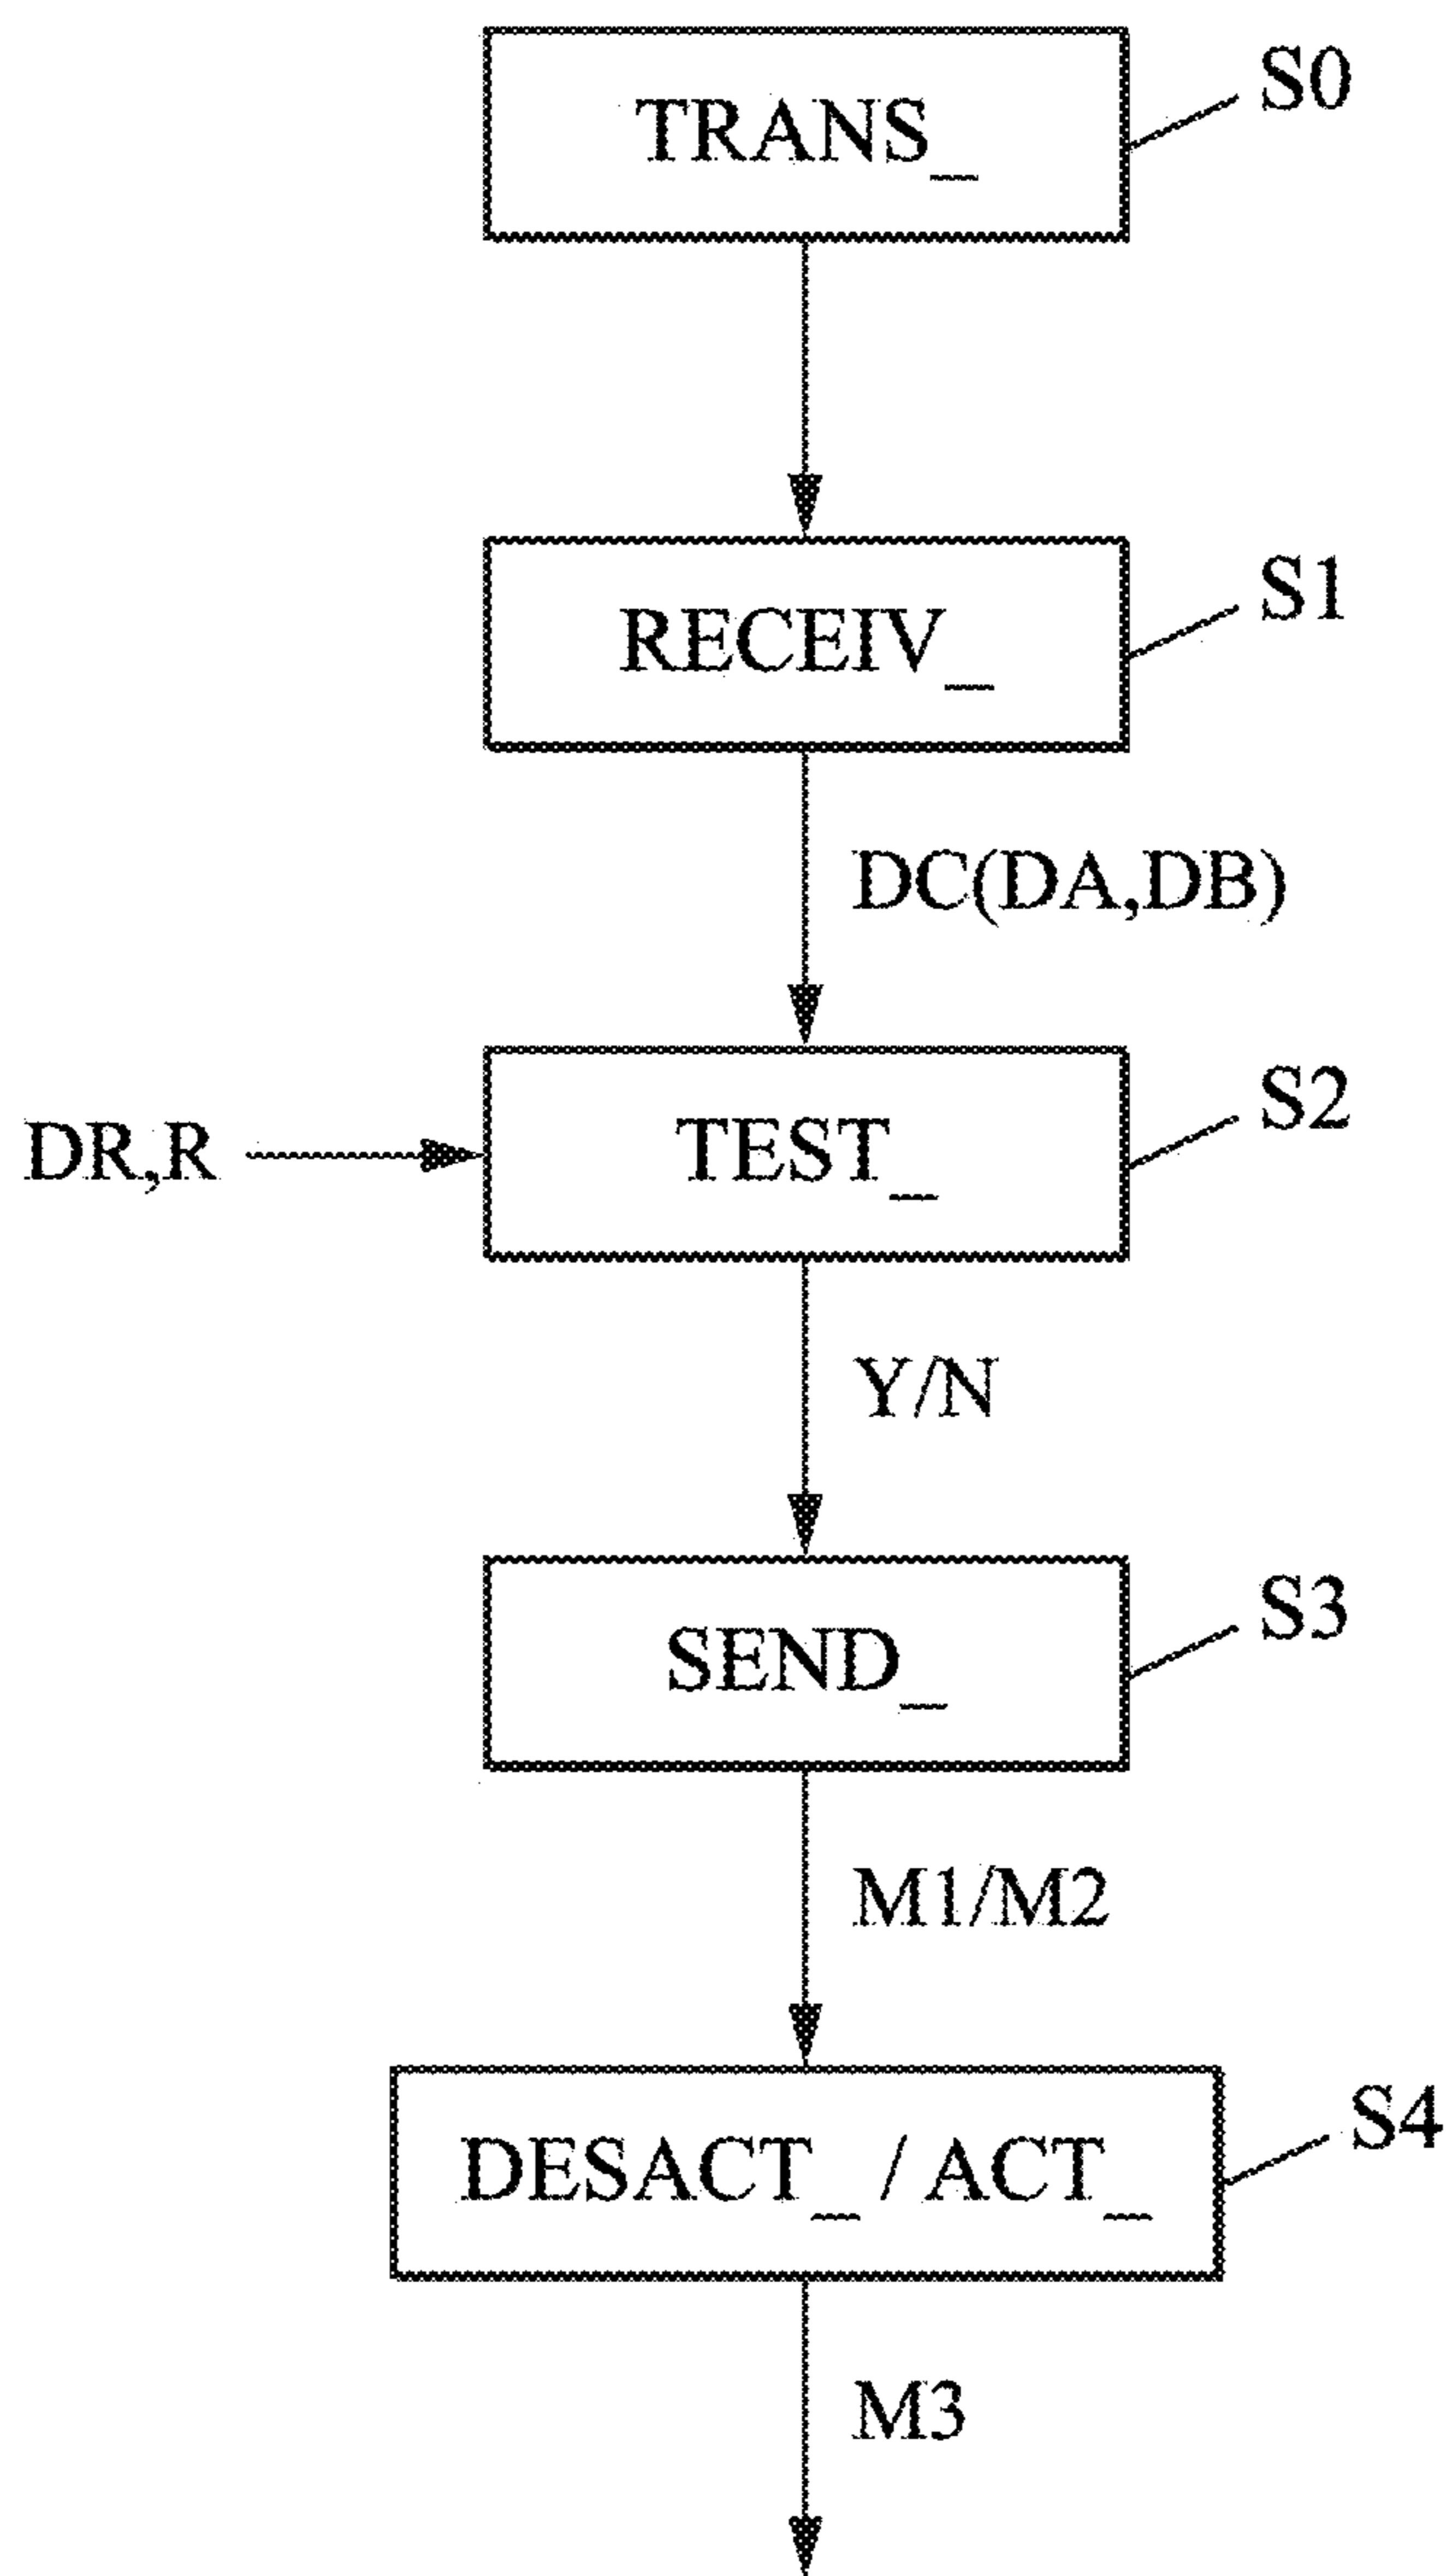 TRANS_
S0
RECEIV_
S1
DC(DA,DB)
DR,R
TEST_
S2
Y/N
SEND_
S3
M1/M2
DESACT_ / ACT_
S4
M3